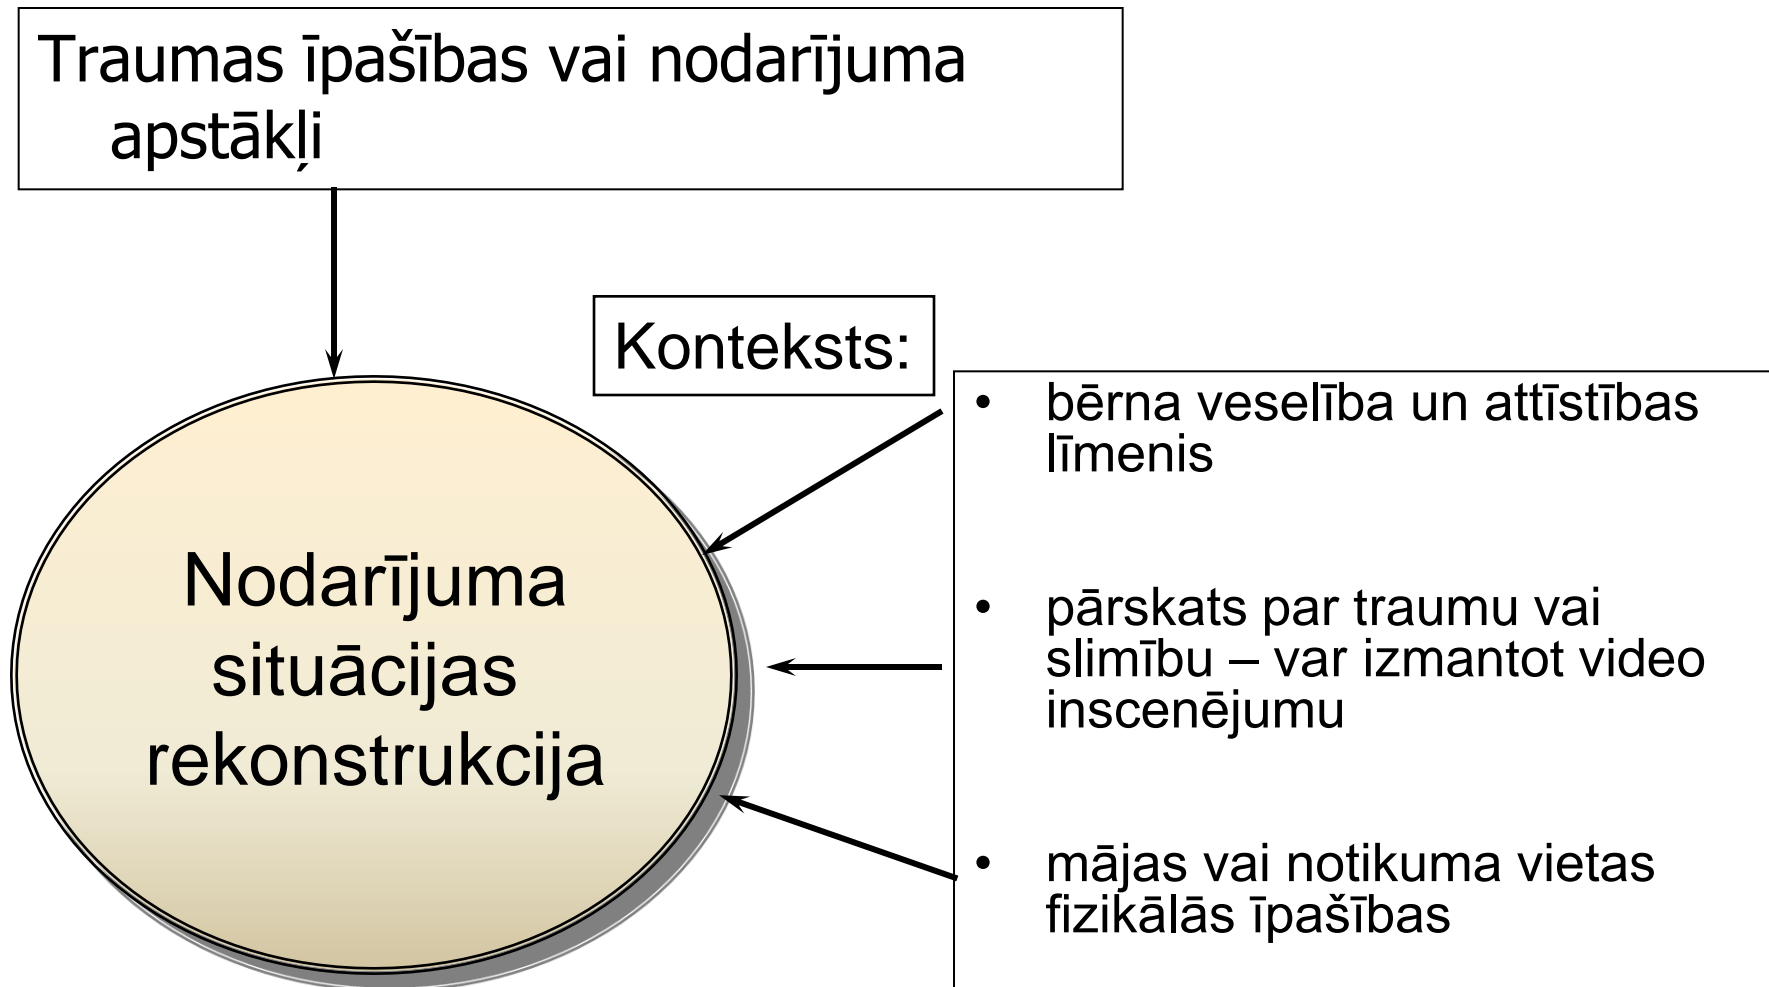 Traumas īpašības vai nodarījuma
apstākļi
Konteksts:
Nodarījuma
situācijas
rekonstrukcija
• bērna veselība un attīstības
līmenis
• pārskats par traumu vai
slimību – var izmantot video
inscenējumu
• mājas vai notikuma vietas
fizikālās īpašības